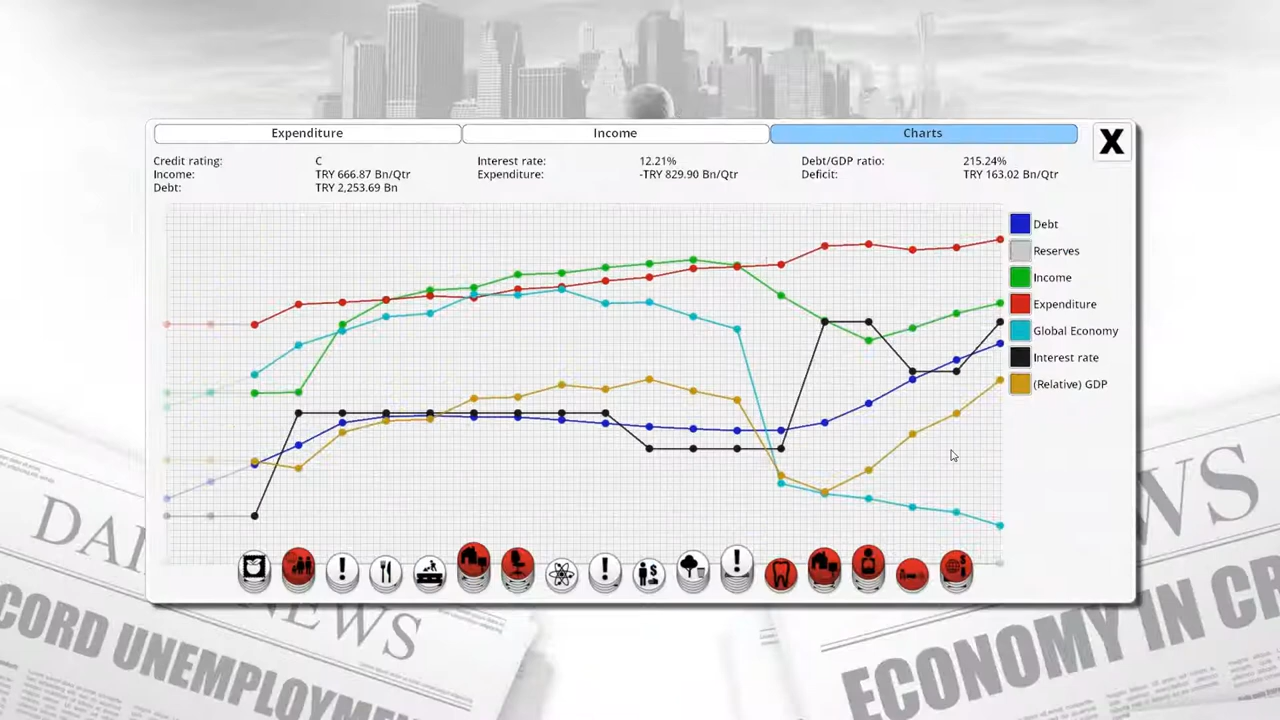 Expenditure Income Charts X
Credit rating: C Interest rate: 12.21% Debt/GDP ratio: 215.24%
Income: TRY 666.87 Bn/Qtr Expenditure: -TRY 829.90 Bn/Qtr Deficit: TRY 163.02 Bn/Qtr
Debt: TRY 2,253.69 Bn
Debt
Reserves
Income
Expenditure
Global Economy
Interest rate
(Relative) GDP
DAI
NEWS
CORD UNEMPLOYME
WS
ECONOMY IN CR